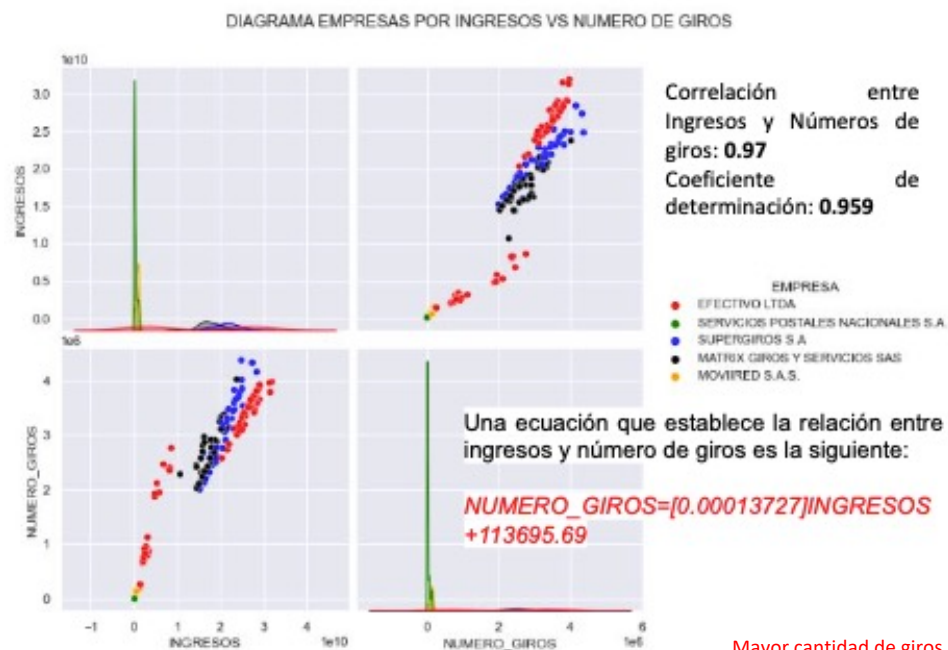 DIAGRAMA EMPRESAS POR INGRESOS VS NUMERO DE GIROS
1e10
3.0
2.5
2.0
1.5
1.0
0.5
0.0
INGRESOS
Correlación entre
Ingresos y Números de
giros: 0.97
Coeficiente de
determinación: 0.959
EMPRESA
EFECTIVO LTDA
SERVICIOS POSTALES NACIONALES S.A
SUPERGIROS S.A
MATRIX GIROS Y SERVICIOS SAS
MOVIIRED S.A.S.
1e6
4
3
2
1
0
NUMERO_GIROS
Una ecuación que establece la relación entre
ingresos y número de giros es la siguiente:
NUMERO_GIROS=[0.00013727]INGRESOS
+113695.69
−1 0 1 2 3 4
INGRESOS 1e10
0 2 4 6
NUMERO_GIROS 1e6
Mayor cantidad de giros